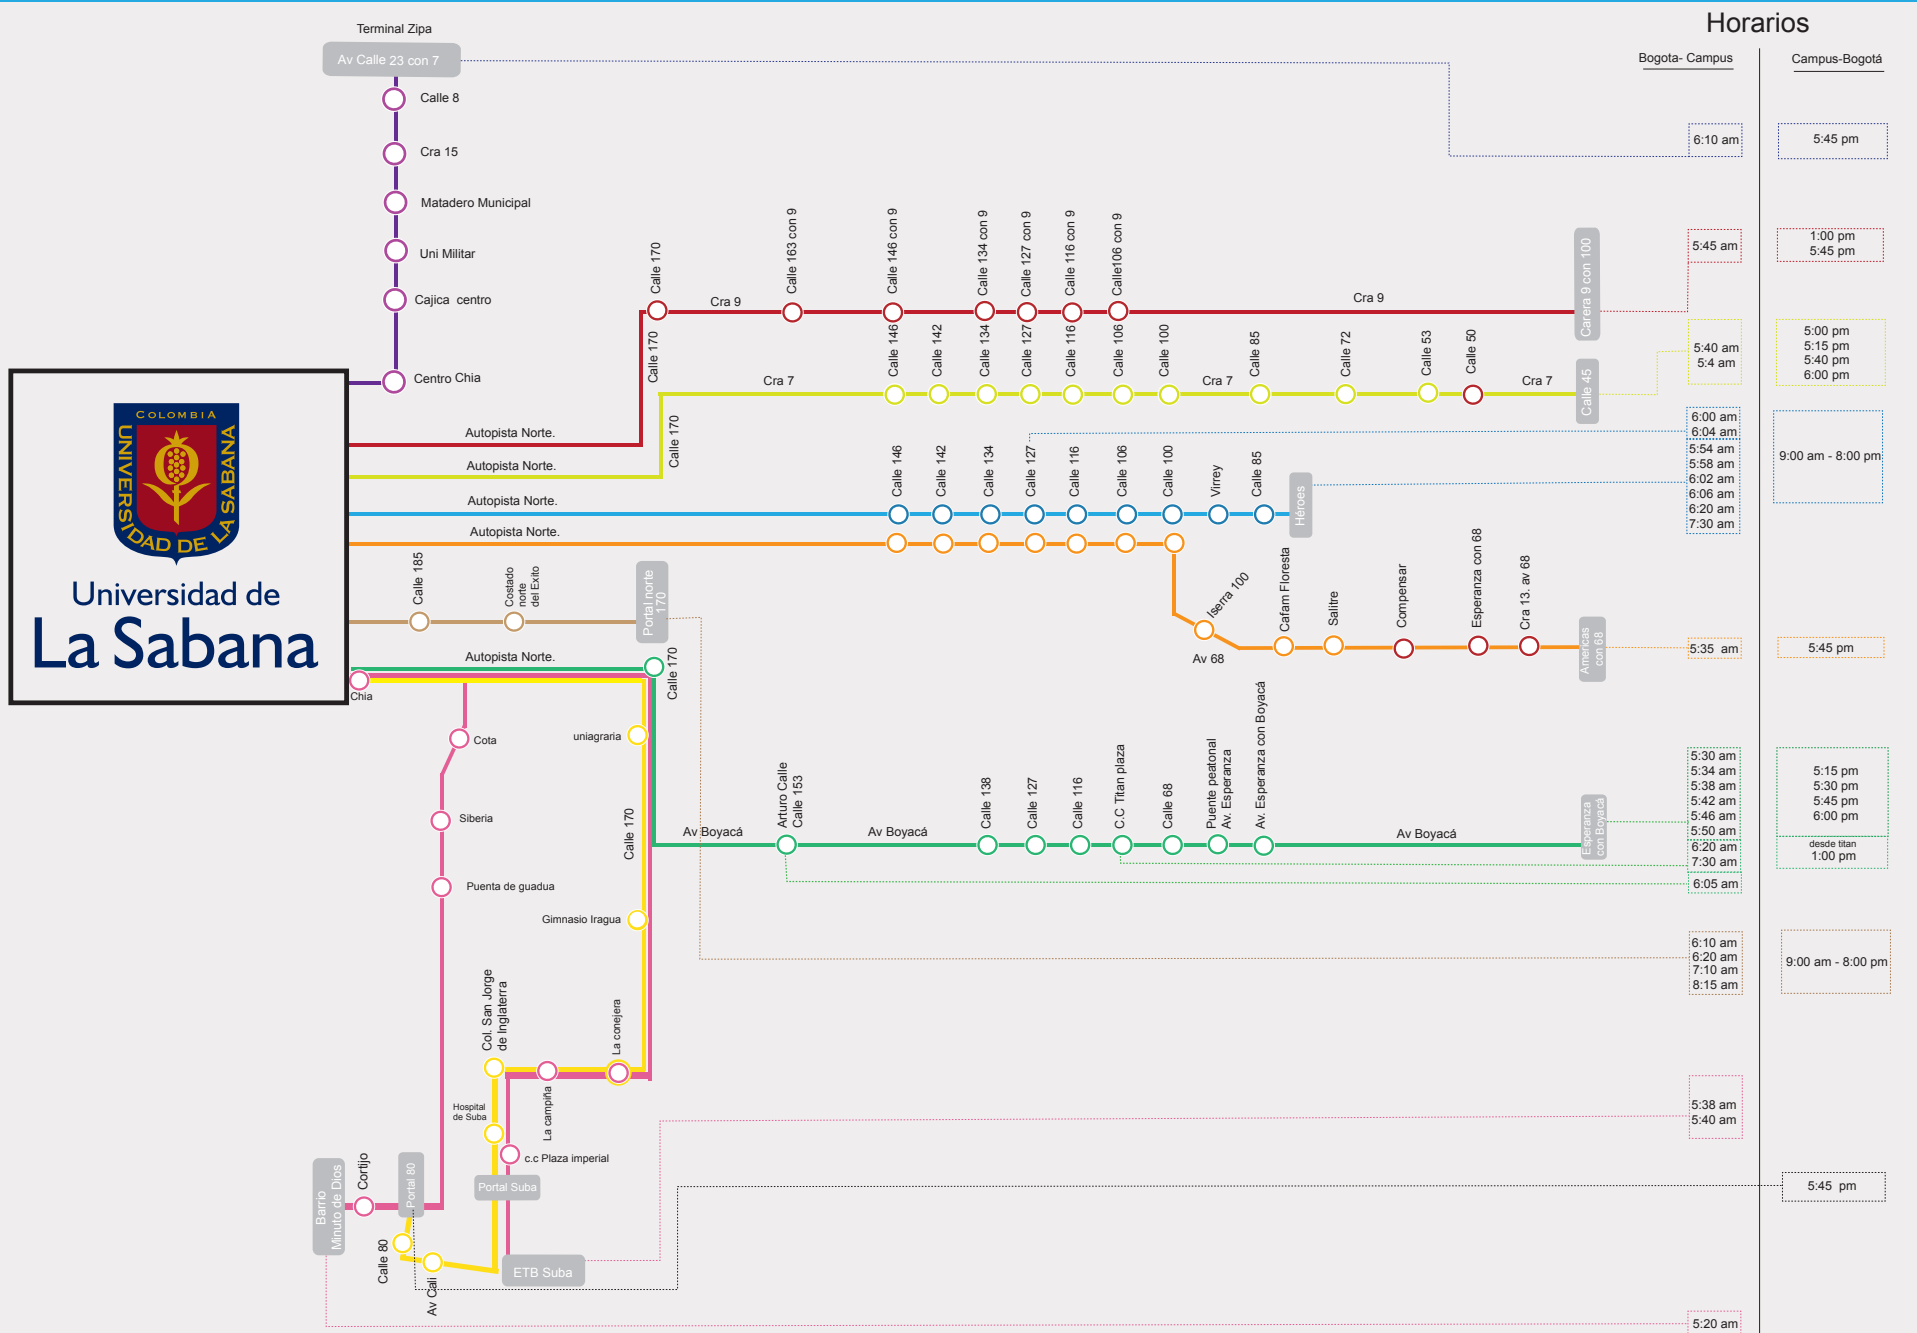 Horarios
Bogota- Campus
Campus-Bogotá
Terminal Zipa
Av Calle 23 con 7
Calle 8
Cra 15
Matadero Municipal
Uni Militar
Cajica centro
Centro Chia
6:10 am
5:45 pm
Calle 170
Cra 9
Calle 163 con 9
Calle 146 con 9
Calle 134 con 9
Calle 127 con 9
Calle 116 con 9
Calle106 con 9
Cra 9
Carera 9 con 100
5:45 am
1:00 pm
5:45 pm
Autopista Norte.
Calle 170
Calle 170
Cra 7
Calle 146
Calle 142
Calle 134
Calle 127
Calle 116
Calle 106
Calle 100
Cra 7
Calle 85
Calle 72
Calle 53
Calle 50
Cra 7
Calle 45
5:40 am
5:4 am
5:00 pm
5:15 pm
5:40 pm
6:00 pm
Autopista Norte.
COLOMBIA
UNIVERSIDAD DE LA SABANA
Universidad de
La Sabana
Autopista Norte.
Calle 146
Calle 142
Calle 134
Calle 127
Calle 116
Calle 106
Calle 100
Virrey
Calle 85
Héroes
6:00 am
6:04 am
5:54 am
5:58 am
6:02 am
6:06 am
6:20 am
7:30 am
9:00 am - 8:00 pm
Autopista Norte.
Iserra 100
Av 68
Cafam Floresta
Salitre
Compensar
Esperanza con 68
Cra 13. av 68
Americas
con 68
5:35 am
5:45 pm
Calle 185
Costado
norte
del Exito
Portal norte
170
Autopista Norte.
Calle 170
Chia
Cota
Siberia
Puenta de guadua
uniagraria
Calle 170
Gimnasio Iragua
Av Boyacá
Arturo Calle
Calle 153
Av Boyacá
Calle 138
Calle 127
Calle 116
C.C Titan plaza
Calle 68
Puente peatonal
Av. Esperanza
Av. Esperanza con Boyacá
Av Boyacá
Esperanza
con Boyacá
5:30 am
5:34 am
5:38 am
5:42 am
5:46 am
5:50 am
6:20 am
7:30 am
6:05 am
5:15 pm
5:30 pm
5:45 pm
6:00 pm
desde titan
1:00 pm
6:10 am
6:20 am
7:10 am
8:15 am
9:00 am - 8:00 pm
Col. San Jorge
de Inglaterra
La conejera
La campiña
Hospital
de Suba
c.c Plaza imperial
Portal Suba
5:38 am
5:40 am
Barrio
Minuto de Dios
Cortijo
Portal 80
5:45 pm
Calle 80
Av Cali
ETB Suba
5:20 am